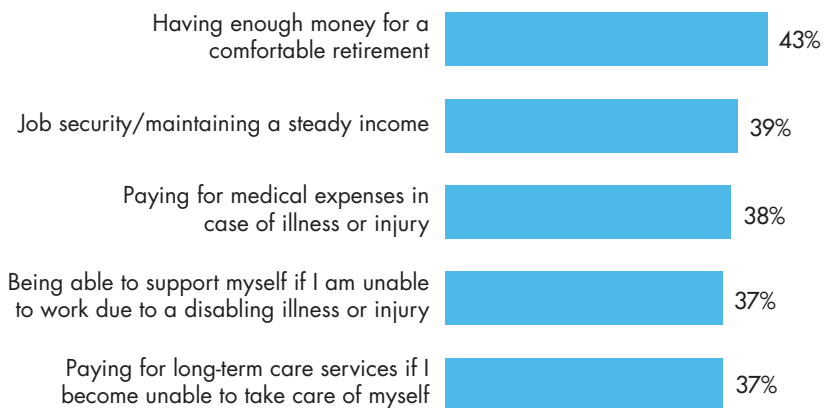 Having enough money for a
comfortable retirement
43%
Job security/maintaining a steady income
39%
Paying for medical expenses in
case of illness or injury
38%
Being able to support myself if I am unable
to work due to a disabling illness or injury
37%
Paying for long-term care services if I
become unable to take care of myself
37%